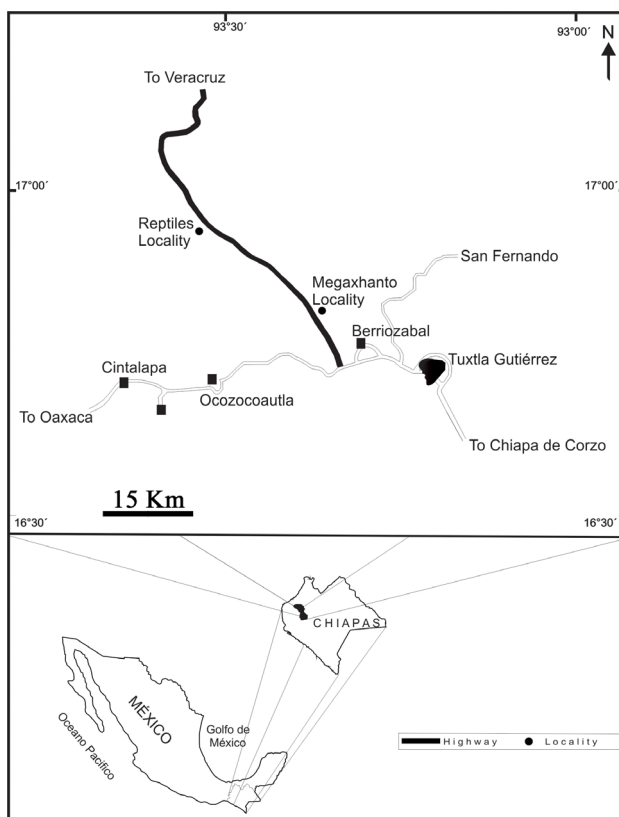 93°30´
93°00´
N
To Veracruz
17°00´
17°00´
Reptiles
Locality
San Fernando
Megaxhanto
Locality
Berriozabal
Cintalapa
Tuxtla Gutiérrez
Ocozocoautla
To Oaxaca
To Chiapa de Corzo
15 Km
16°30´
16°30´
CHIAPAS
MÉXICO
Golfo de
México
Oceano Pacífico
Highway
Locality